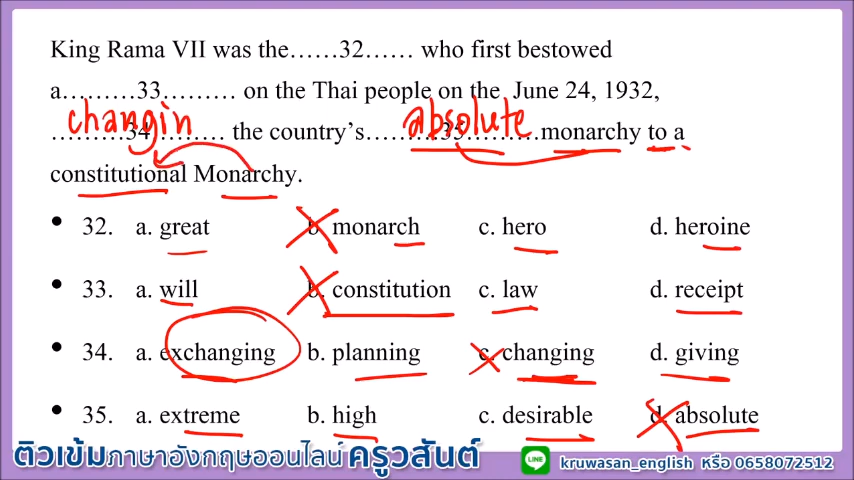 King Rama VII was the……32…… who first bestowed
a………33……… on the Thai people on the June 24, 1932,
changing absolute
………34……… the country's………35………monarchy to a
constitutional Monarchy.
• 32. a. great b. monarch c. hero d. heroine
• 33. a. will b. constitution c. law d. receipt
• 34. a. exchanging b. planning c. changing d. giving
• 35. a. extreme b. high c. desirable d. absolute
ติวเข้มภาษาอังกฤษออนไลน์ ครูวสันต์ LINE kruwasan_english หรือ 0658072512